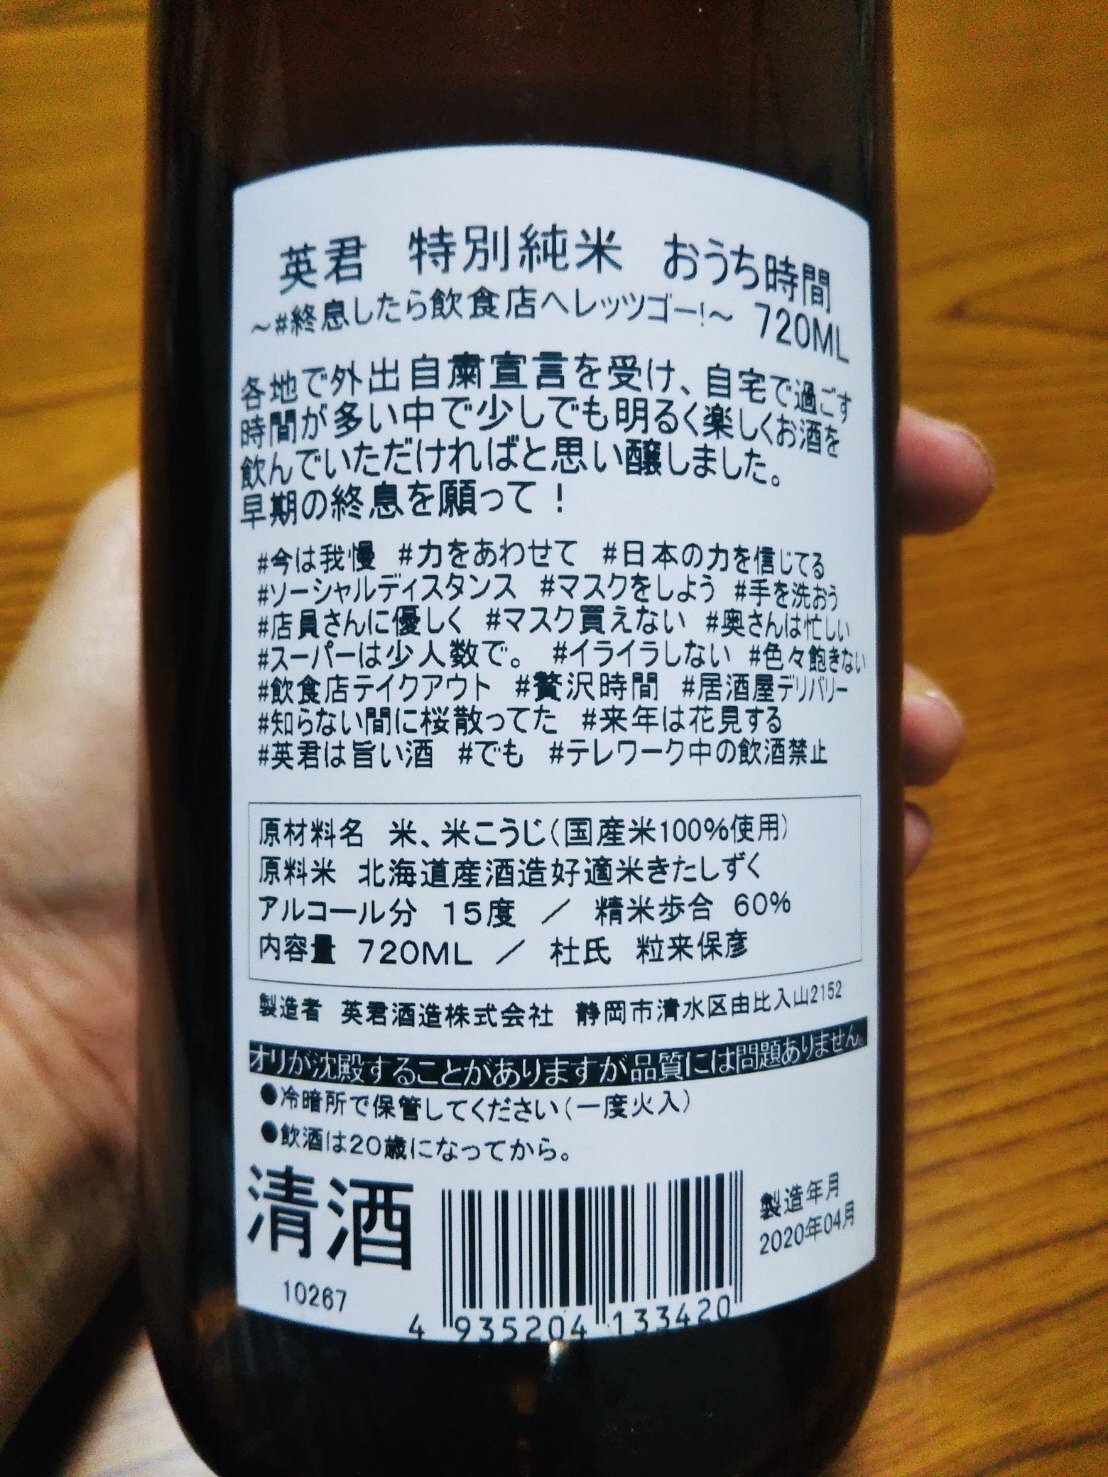 英君 特別純米 おうち時間
～#終息したら飲食店へレッツゴー!～ 720ML
各地で外出自粛宣言を受け、自宅で過ごす
時間が多い中で少しでも明るく楽しくお酒を
飲んでいただければと思い醸しました。
早期の終息を願って！
#今は我慢 #力をあわせて #日本の力を信じてる
#ソーシャルディスタンス #マスクをしよう #手を洗おう
#店員さんに優しく #マスク買えない #奥さんは忙しい
#スーパーは少人数で。 #イライラしない #色々飽きない
#飲食店テイクアウト #贅沢時間 #居酒屋デリバリー
#知らない間に桜散ってた #来年は花見する
#英君は旨い酒 #でも #テレワーク中の飲酒禁止
原材料名 米、米こうじ(国産米100%使用)
原料米 北海道産酒造好適米きたしずく
アルコール分 15度 ／ 精米歩合 60%
内容量 720ML ／ 杜氏 粒来保彦
製造者 英君酒造株式会社 静岡市清水区由比入山2152
オリが沈殿することがありますが品質には問題ありません。
●冷暗所で保管してください(一度火入)
●飲酒は20歳になってから。
清酒
製造年月
2020年04月
10267
4 935204 133420